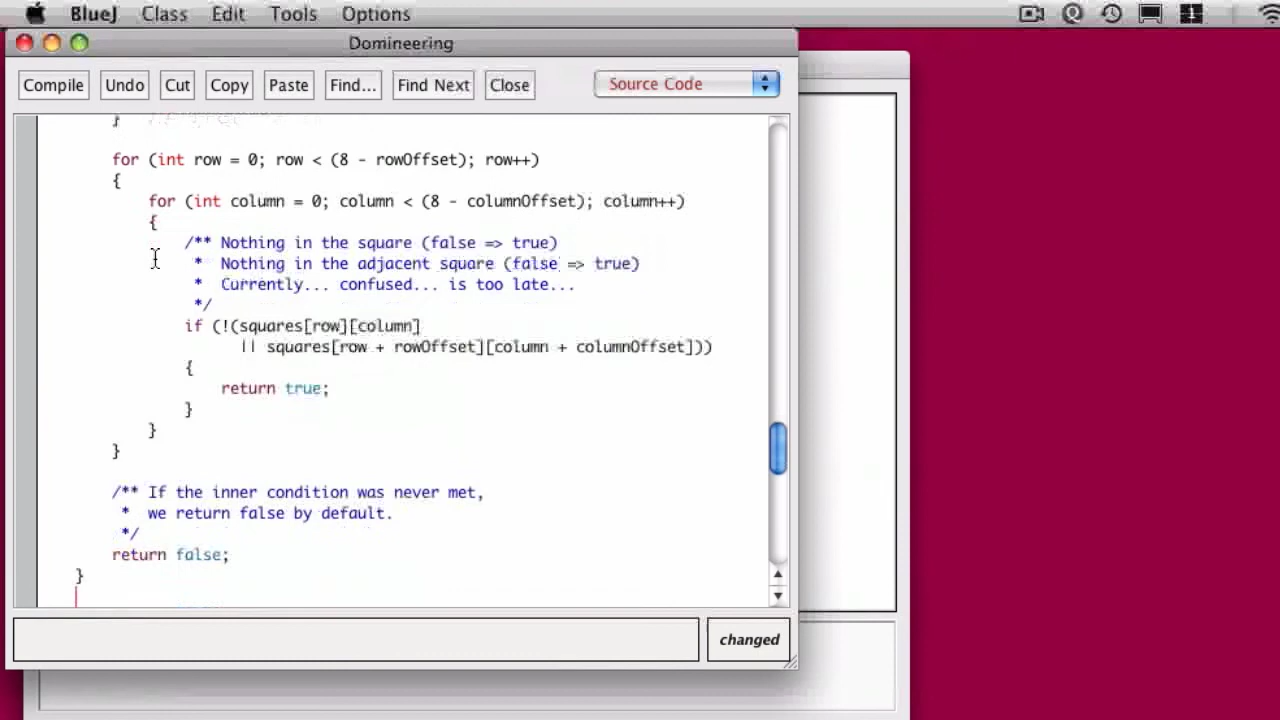 BlueJ Class Edit Tools Options
Domineering
Compile Undo Cut Copy Paste Find... Find Next Close Source Code
}
for (int row = 0; row < (8 - rowOffset); row++)
{
for (int column = 0; column < (8 - columnOffset); column++)
{
/** Nothing in the square (false => true)
* Nothing in the adjacent square (false => true)
* Currently... confused... is too late...
*/
if (!(squares[row][column]
|| squares[row + rowOffset][column + columnOffset]))
{
return true;
}
}
}
/** If the inner condition was never met,
* we return false by default.
*/
return false;
}
changed